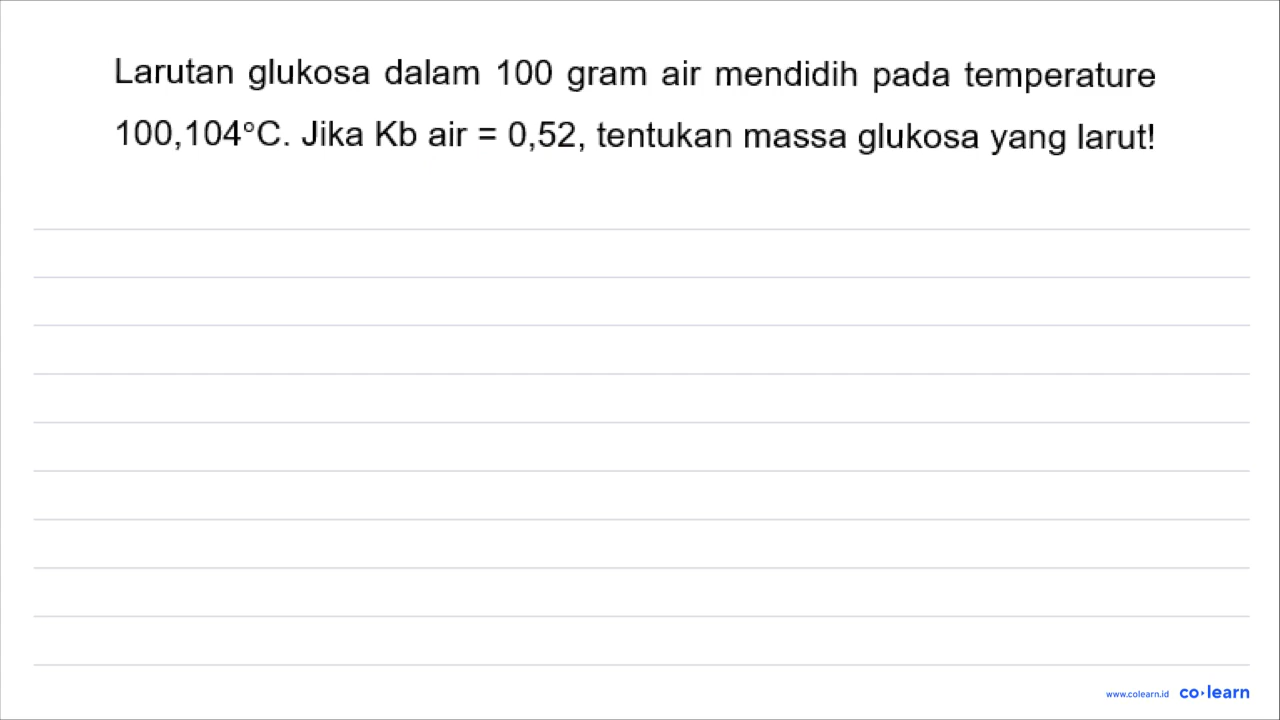 Larutan glukosa dalam 100 gram air mendidih pada temperature
100,104°C. Jika Kb air = 0,52, tentukan massa glukosa yang larut!
www.colearn.id co·learn